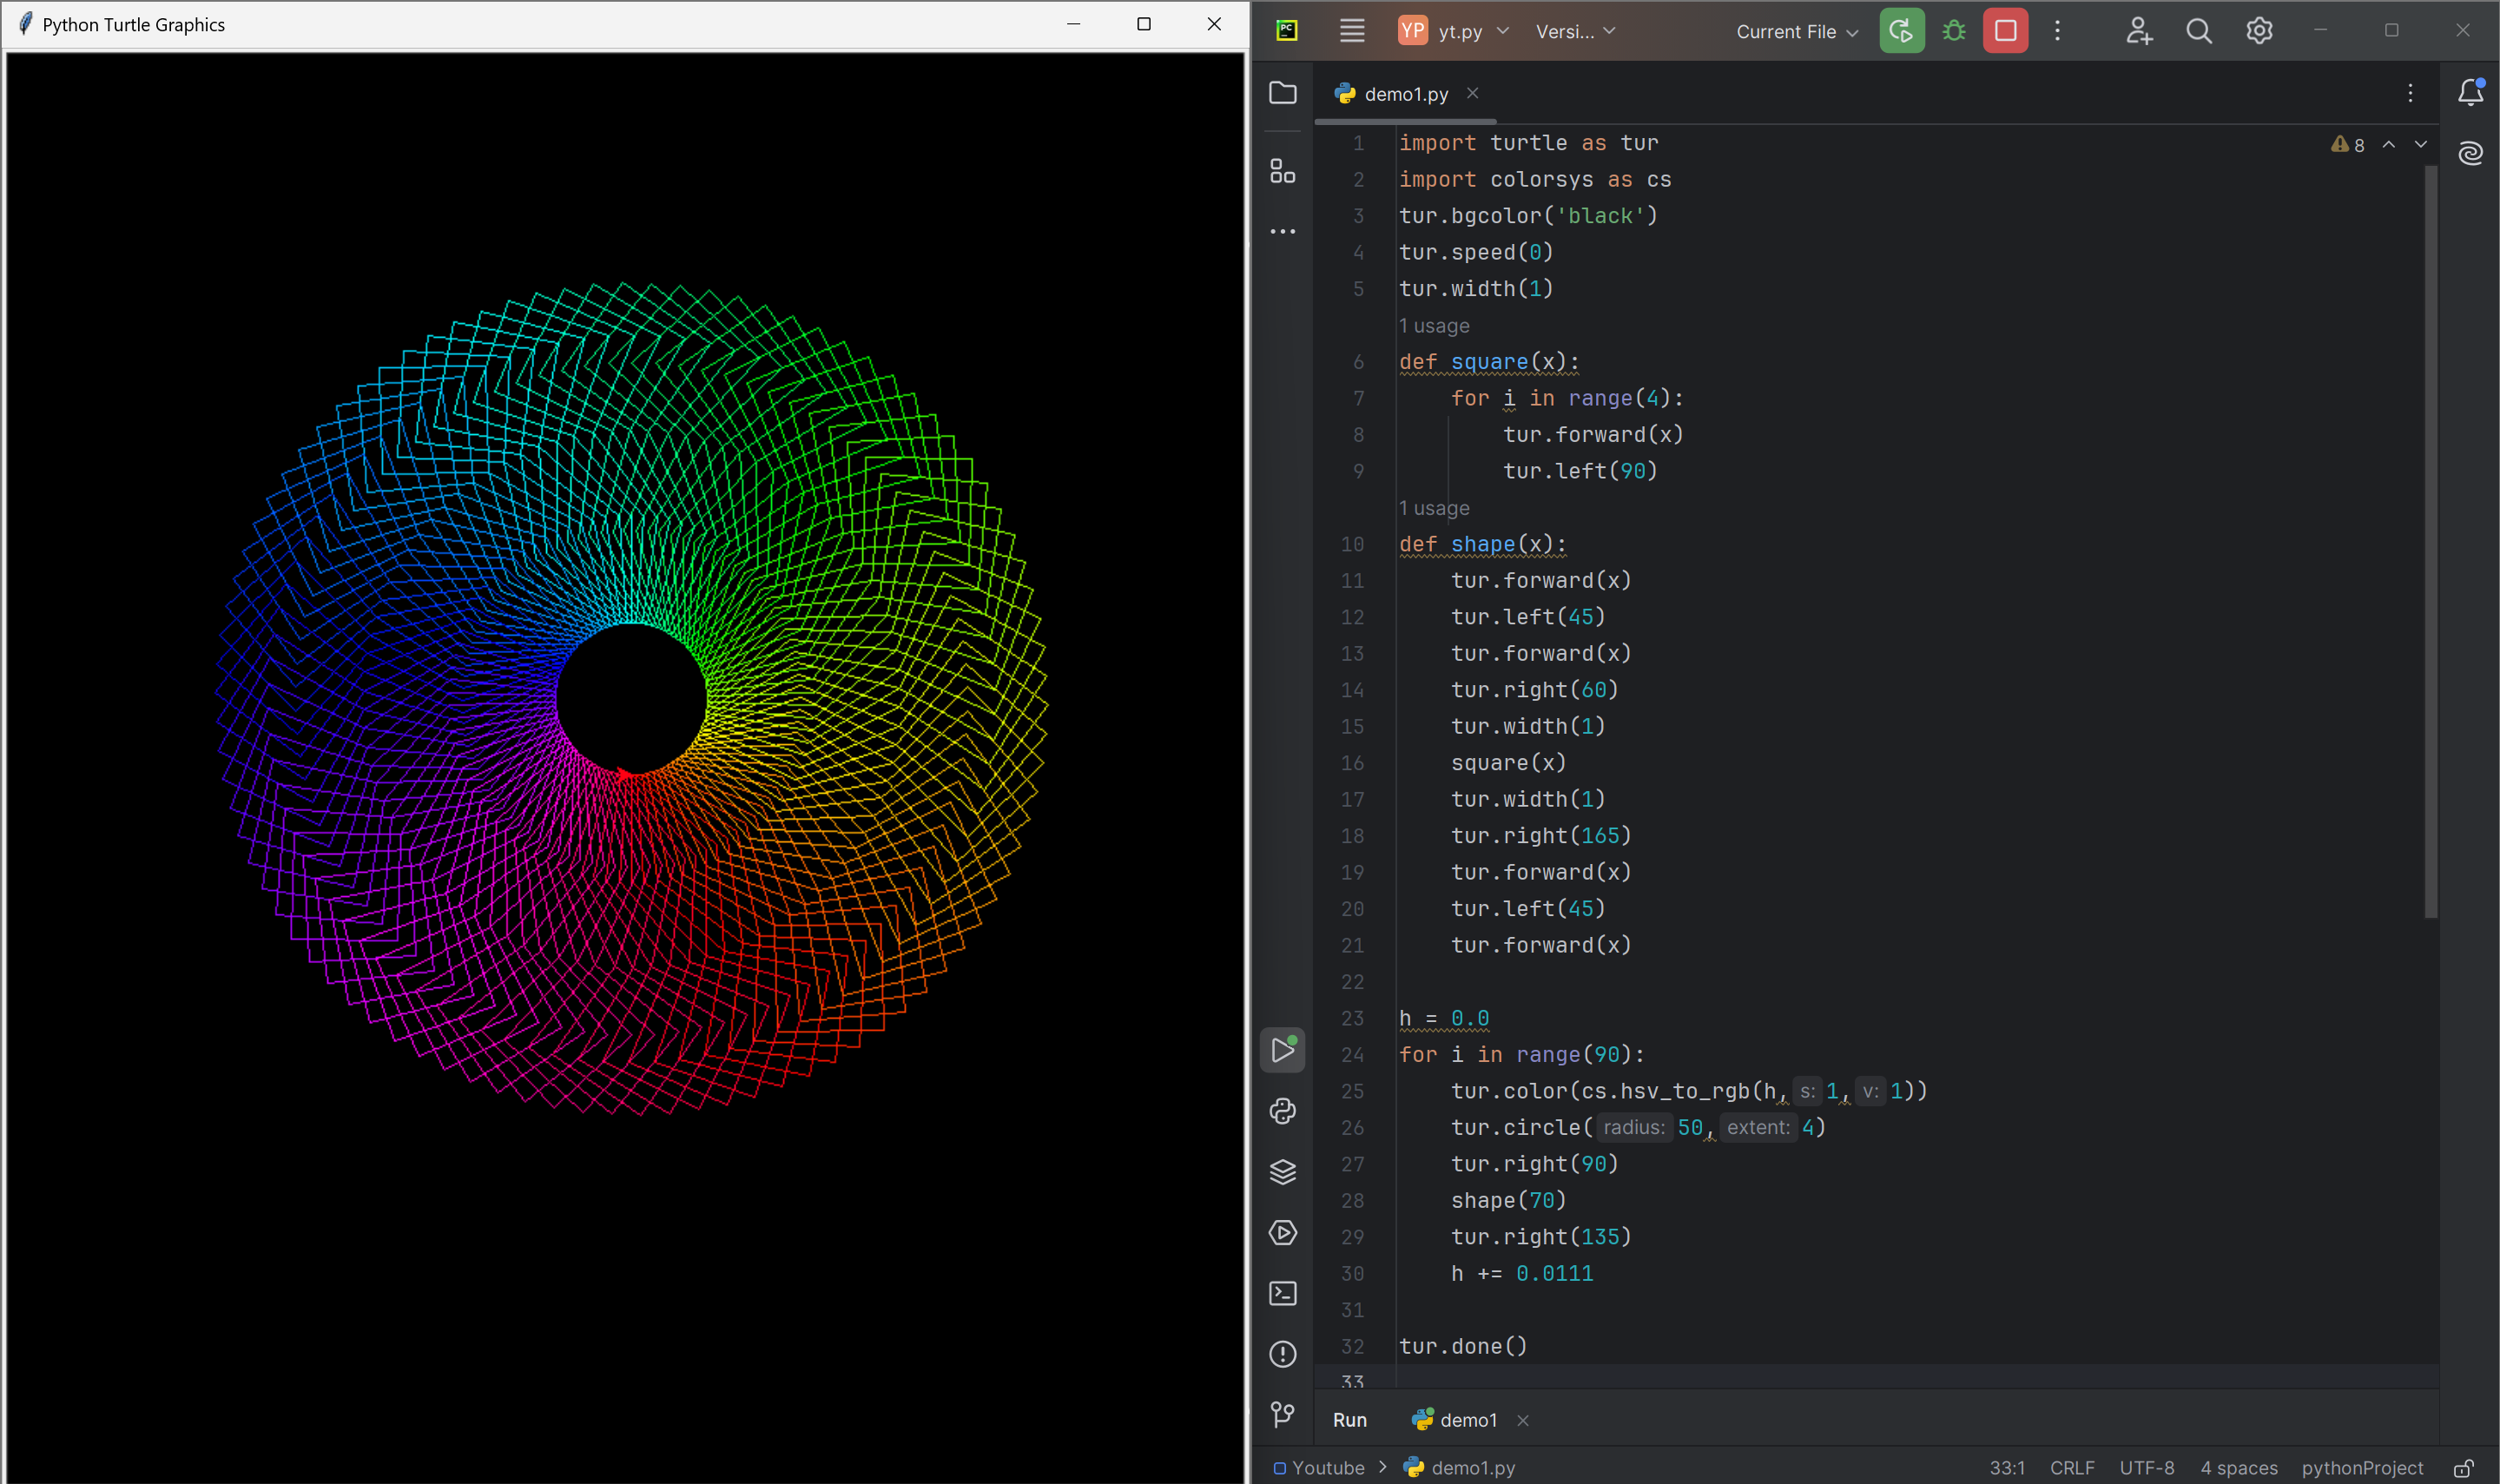 Python Turtle Graphics
PC
YP yt.py Versi... Current File
demo1.py
8
1 import turtle as tur
2 import colorsys as cs
3 tur.bgcolor('black')
4 tur.speed(0)
5 tur.width(1)
1 usage
6 def square(x):
7 for i in range(4):
8 tur.forward(x)
9 tur.left(90)
1 usage
10 def shape(x):
11 tur.forward(x)
12 tur.left(45)
13 tur.forward(x)
14 tur.right(60)
15 tur.width(1)
16 square(x)
17 tur.width(1)
18 tur.right(165)
19 tur.forward(x)
20 tur.left(45)
21 tur.forward(x)
22
23 h = 0.0
24 for i in range(90):
25 tur.color(cs.hsv_to_rgb(h, s: 1, v: 1))
26 tur.circle( radius: 50, extent: 4)
27 tur.right(90)
28 shape(70)
29 tur.right(135)
30 h += 0.0111
31
32 tur.done()
33
Run demo1
Youtube > demo1.py 33:1 CRLF UTF-8 4 spaces pythonProject